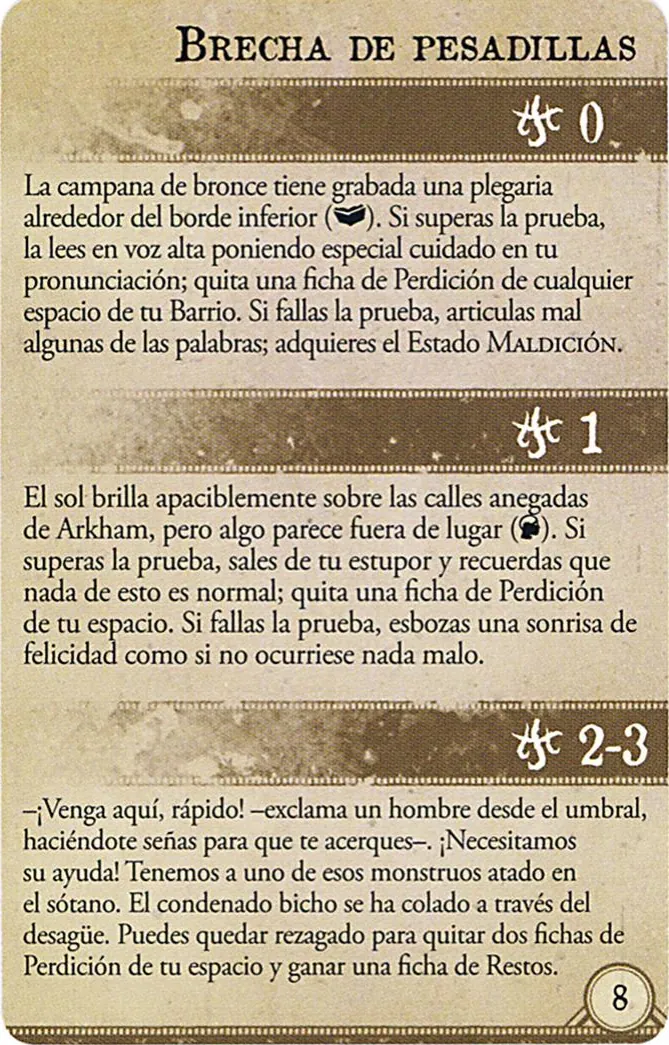 BRECHA DE PESADILLAS
0
La campana de bronce tiene grabada una plegaria
alrededor del borde inferior (). Si superas la prueba,
la lees en voz alta poniendo especial cuidado en tu
pronunciación; quita una ficha de Perdición de cualquier
espacio de tu Barrio. Si fallas la prueba, articulas mal
algunas de las palabras; adquieres el Estado MALDICIÓN.
1
El sol brilla apaciblemente sobre las calles anegadas
de Arkham, pero algo parece fuera de lugar (). Si
superas la prueba, sales de tu estupor y recuerdas que
nada de esto es normal; quita una ficha de Perdición
de tu espacio. Si fallas la prueba, esbozas una sonrisa de
felicidad como si no ocurriese nada malo.
2-3
–¡Venga aquí, rápido! –exclama un hombre desde el umbral,
haciéndote señas para que te acerques–. ¡Necesitamos
su ayuda! Tenemos a uno de esos monstruos atado en
el sótano. El condenado bicho se ha colado a través del
desagüe. Puedes quedar rezagado para quitar dos fichas de
Perdición de tu espacio y ganar una ficha de Restos.
8